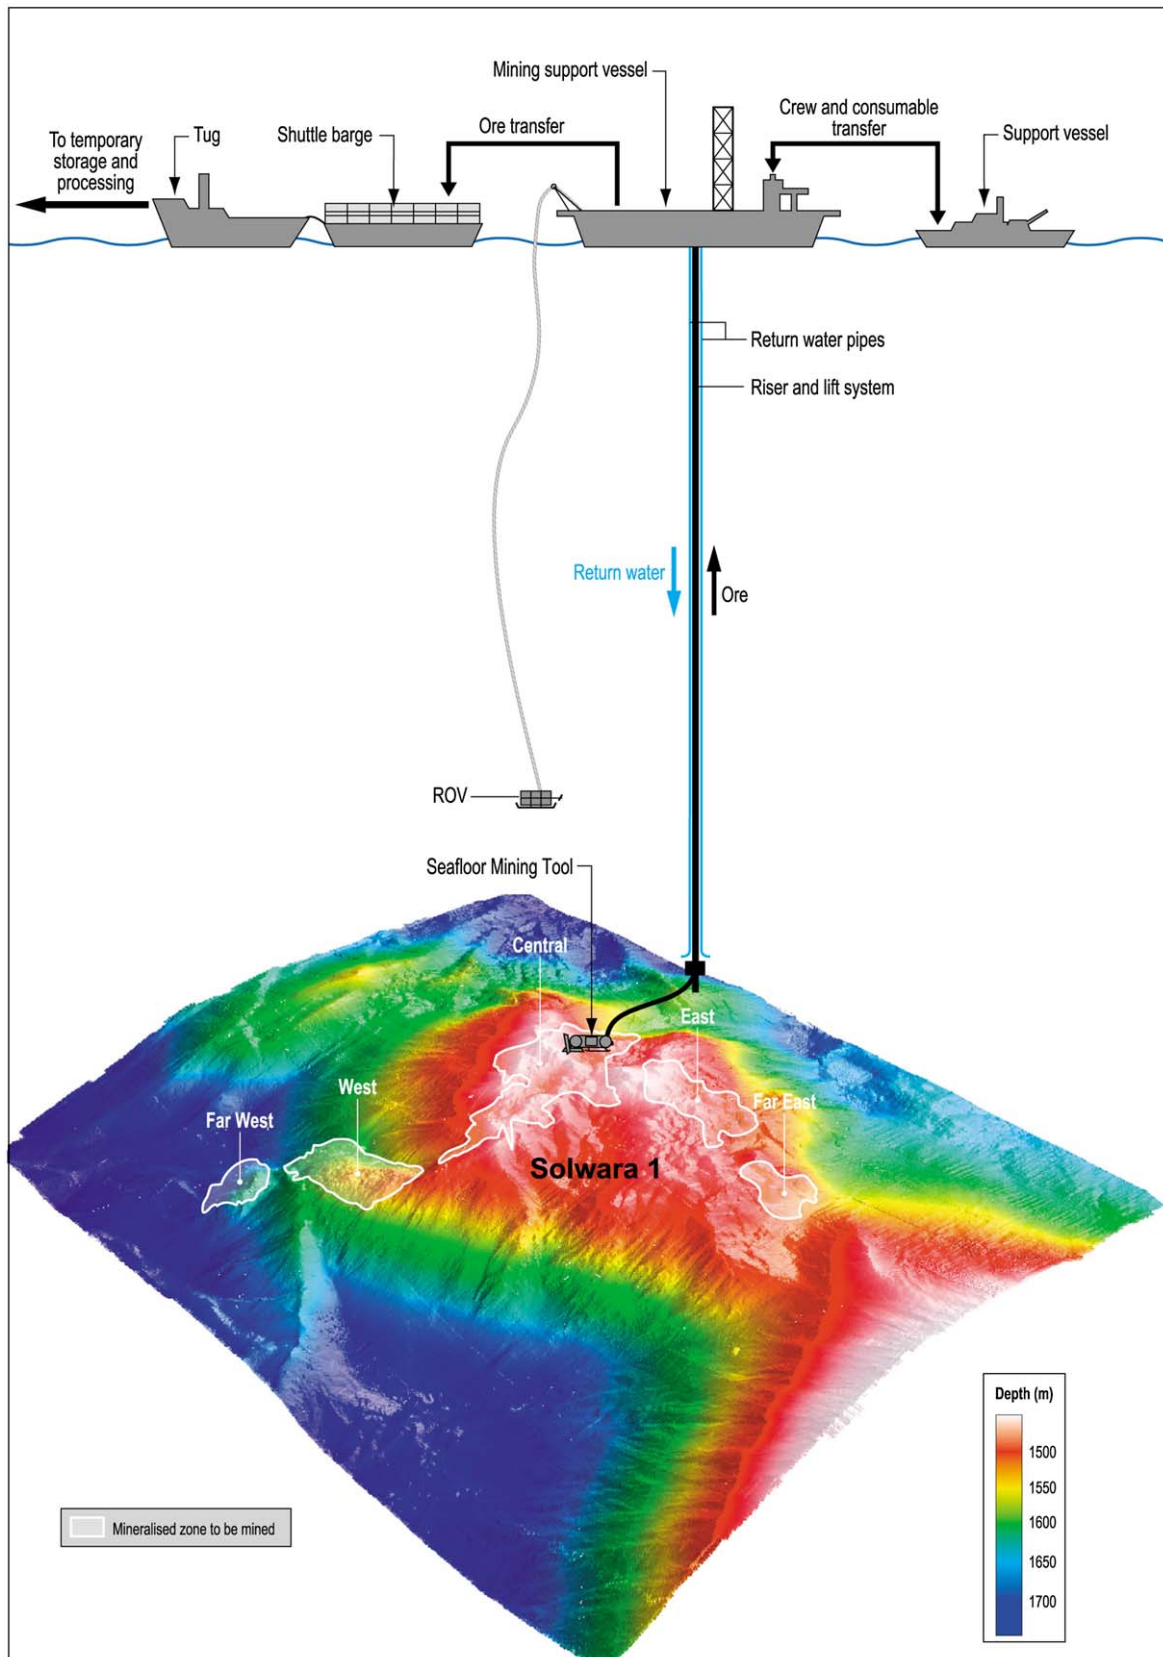 Mining support vessel
Crew and consumable
transfer
Ore transfer
To temporary
storage and
processing
Tug
Shuttle barge
Support vessel
Return water pipes
Riser and lift system
Return water
Ore
ROV
Seafloor Mining Tool
Central
East
West
Far West
Far East
Solwara 1
Depth (m)
1500
1550
1600
1650
1700
Mineralised zone to be mined